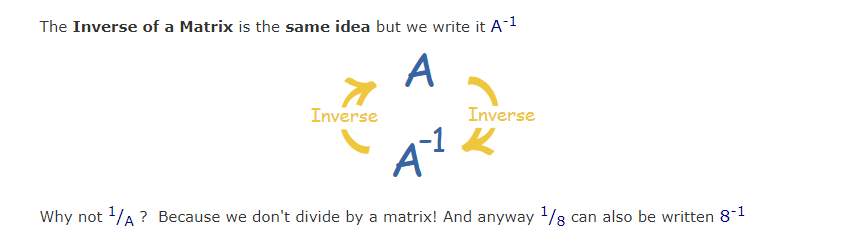 The Inverse of a Matrix is the same idea but we write it A⁻¹
A
Inverse
Inverse
A⁻¹
Why not ¹/A ? Because we don't divide by a matrix! And anyway ¹/8 can also be written 8⁻¹